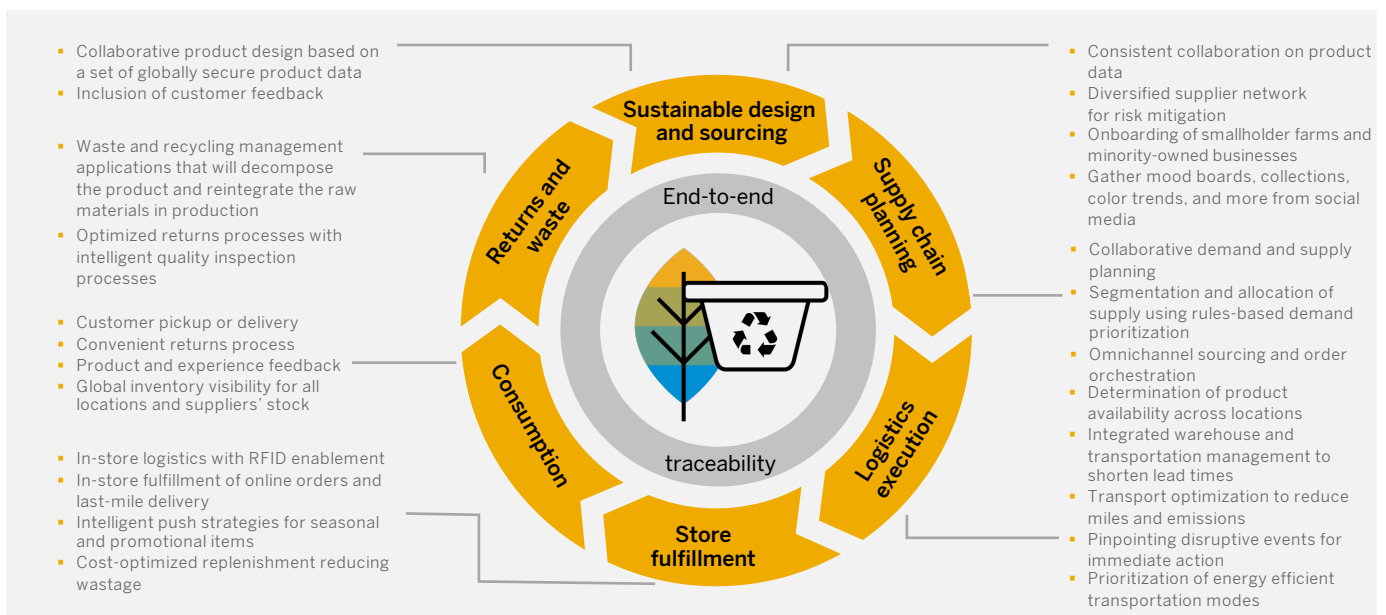 ▪ Collaborative product design based on
a set of globally secure product data
▪ Inclusion of customer feedback
▪ Waste and recycling management
applications that will decompose
the product and reintegrate the raw
materials in production
▪ Optimized returns processes with
intelligent quality inspection
processes
▪ Customer pickup or delivery
▪ Convenient returns process
▪ Product and experience feedback
▪ Global inventory visibility for all
locations and suppliers’ stock
▪ In-store logistics with RFID enablement
▪ In-store fulfillment of online orders and
last-mile delivery
▪ Intelligent push strategies for seasonal
and promotional items
▪ Cost-optimized replenishment reducing
wastage
Sustainable design
and sourcing
Supply chain
planning
Logistics
execution
Store
fulfillment
Consumption
Returns and
waste
End-to-end
traceability
▪ Consistent collaboration on product
data
▪ Diversified supplier network
for risk mitigation
▪ Onboarding of smallholder farms and
minority-owned businesses
▪ Gather mood boards, collections,
color trends, and more from social
media
▪ Collaborative demand and supply
planning
▪ Segmentation and allocation of
supply using rules-based demand
prioritization
▪ Omnichannel sourcing and order
orchestration
▪ Determination of product
availability across locations
▪ Integrated warehouse and
transportation management to
shorten lead times
▪ Transport optimization to reduce
miles and emissions
▪ Pinpointing disruptive events for
immediate action
▪ Prioritization of energy efficient
transportation modes